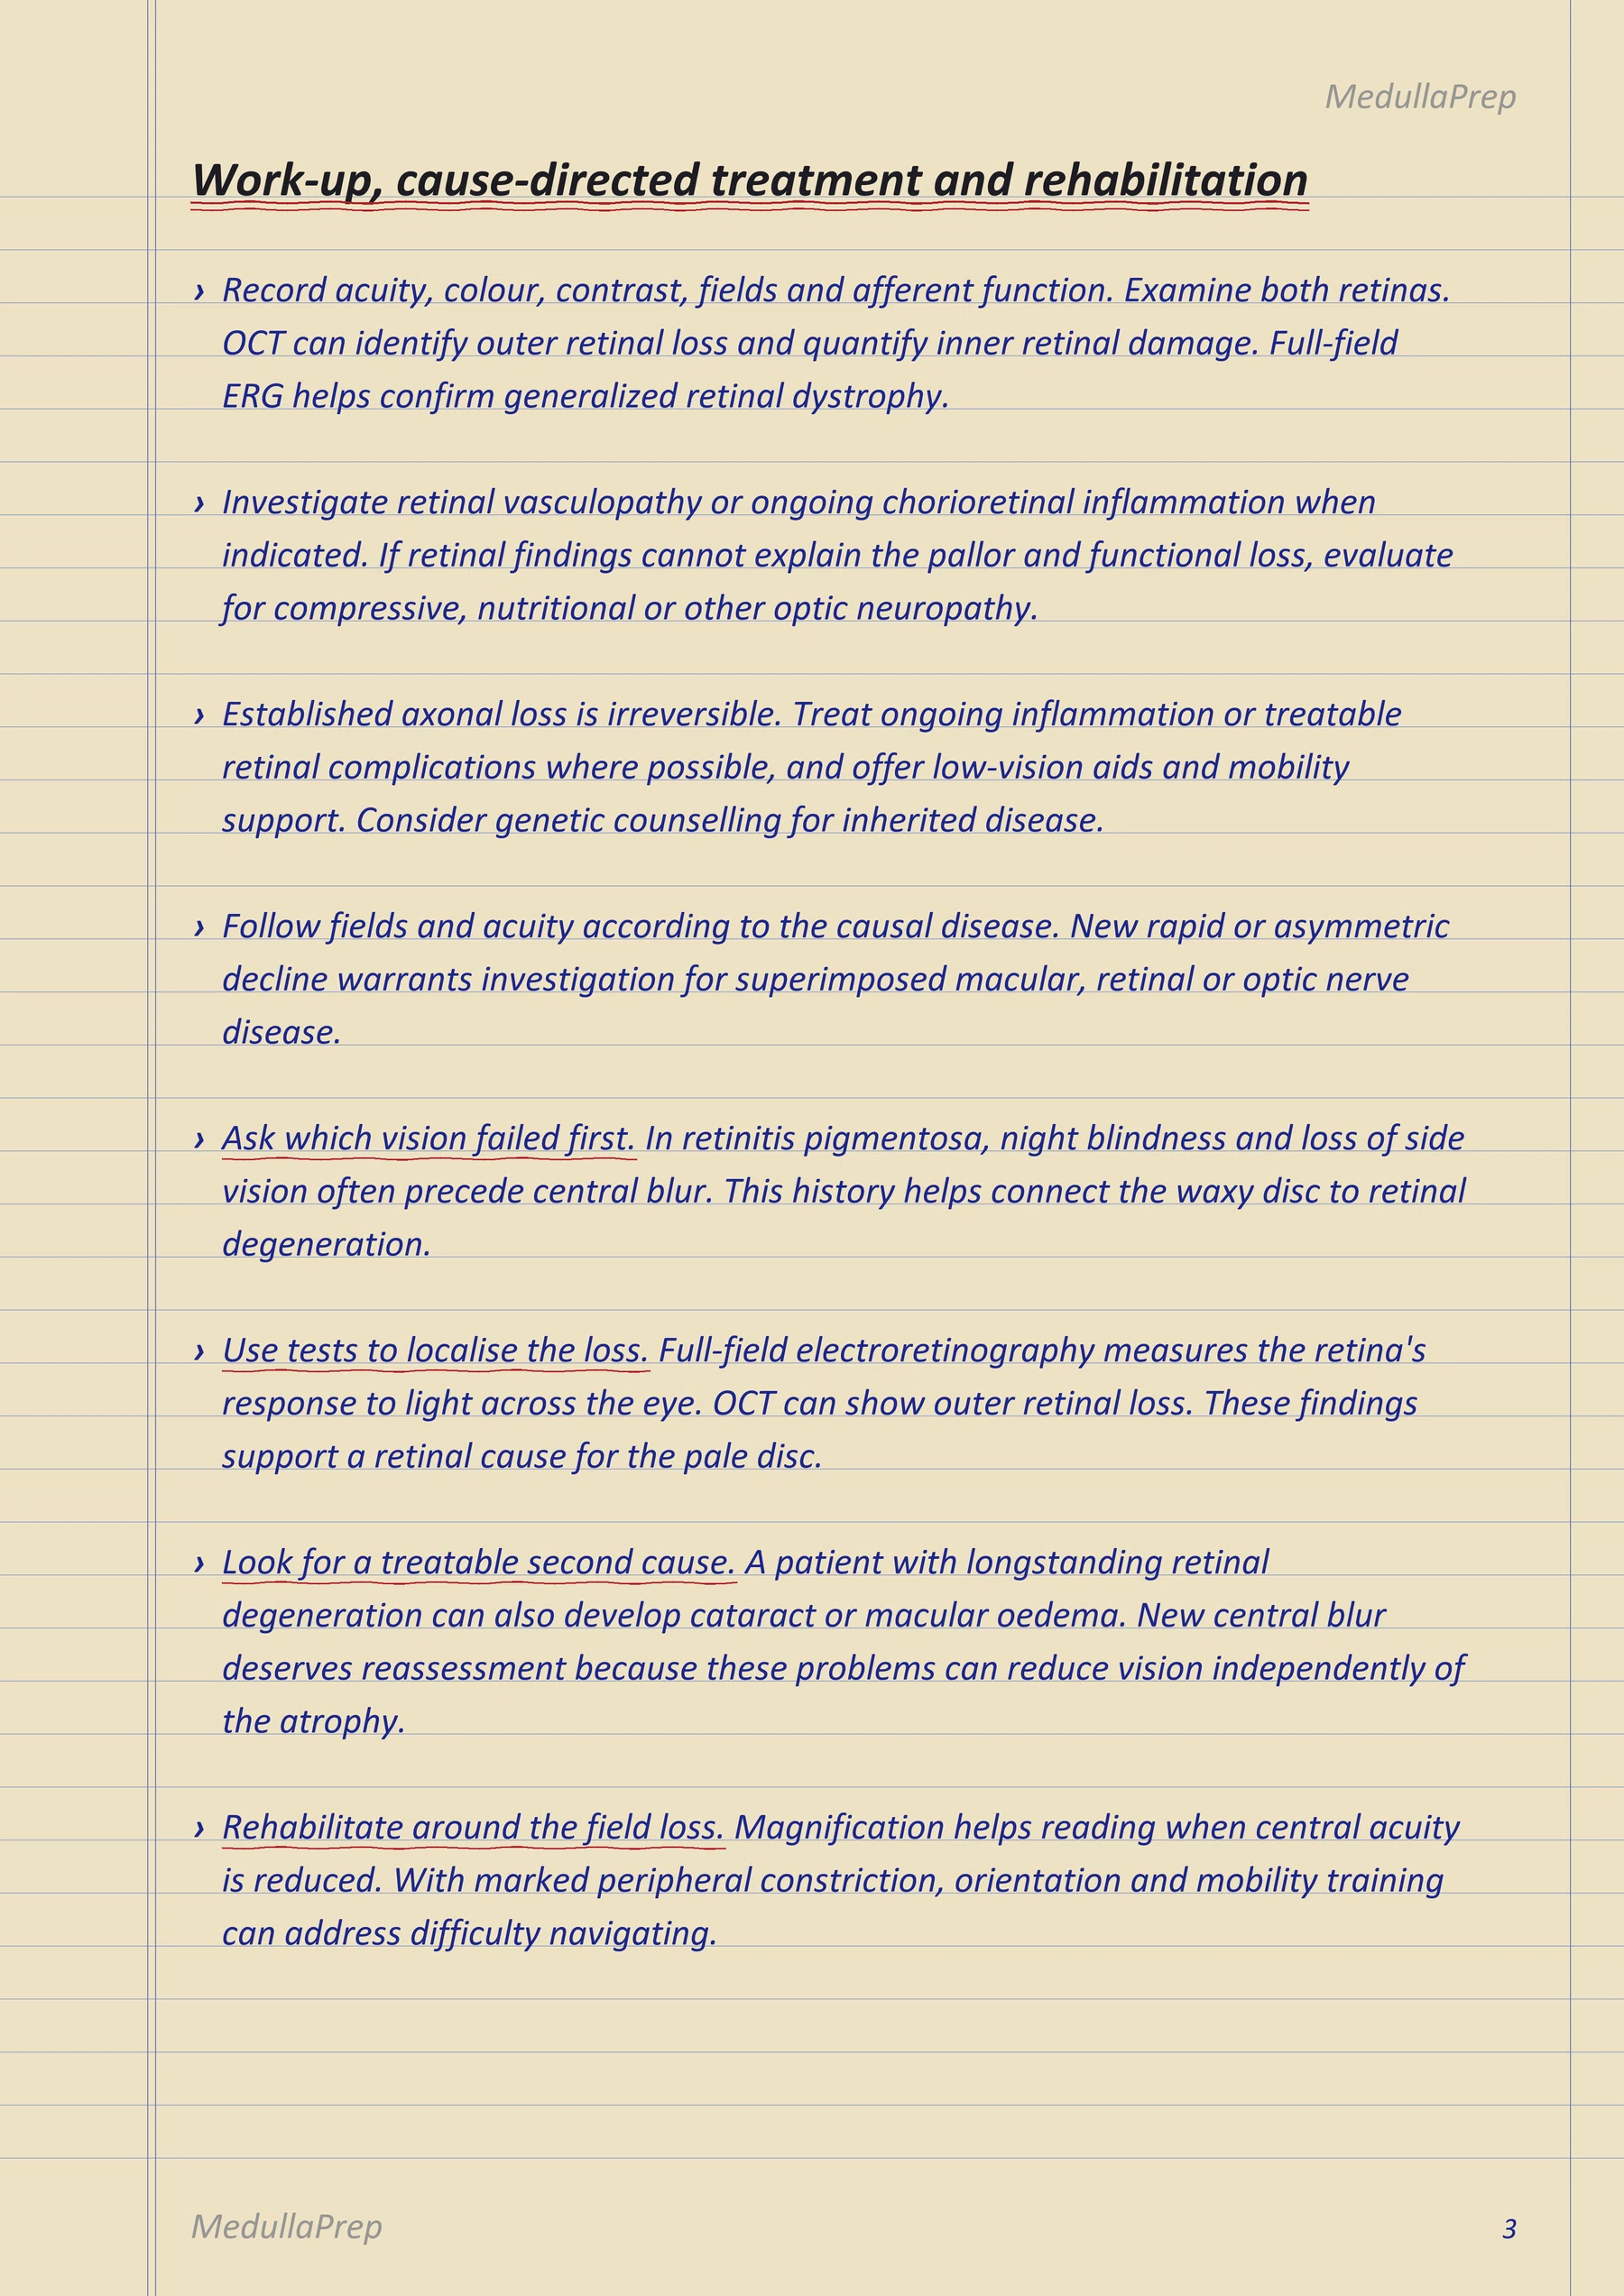 MedullaPrep
Work-up, cause-directed treatment and rehabilitation
› Record acuity, colour, contrast, fields and afferent function. Examine both retinas.
OCT can identify outer retinal loss and quantify inner retinal damage. Full-field
ERG helps confirm generalized retinal dystrophy.
› Investigate retinal vasculopathy or ongoing chorioretinal inflammation when
indicated. If retinal findings cannot explain the pallor and functional loss, evaluate
for compressive, nutritional or other optic neuropathy.
› Established axonal loss is irreversible. Treat ongoing inflammation or treatable
retinal complications where possible, and offer low-vision aids and mobility
support. Consider genetic counselling for inherited disease.
› Follow fields and acuity according to the causal disease. New rapid or asymmetric
decline warrants investigation for superimposed macular, retinal or optic nerve
disease.
› Ask which vision failed first. In retinitis pigmentosa, night blindness and loss of side
vision often precede central blur. This history helps connect the waxy disc to retinal
degeneration.
› Use tests to localise the loss. Full-field electroretinography measures the retina's
response to light across the eye. OCT can show outer retinal loss. These findings
support a retinal cause for the pale disc.
› Look for a treatable second cause. A patient with longstanding retinal
degeneration can also develop cataract or macular oedema. New central blur
deserves reassessment because these problems can reduce vision independently of
the atrophy.
› Rehabilitate around the field loss. Magnification helps reading when central acuity
is reduced. With marked peripheral constriction, orientation and mobility training
can address difficulty navigating.
MedullaPrep
3